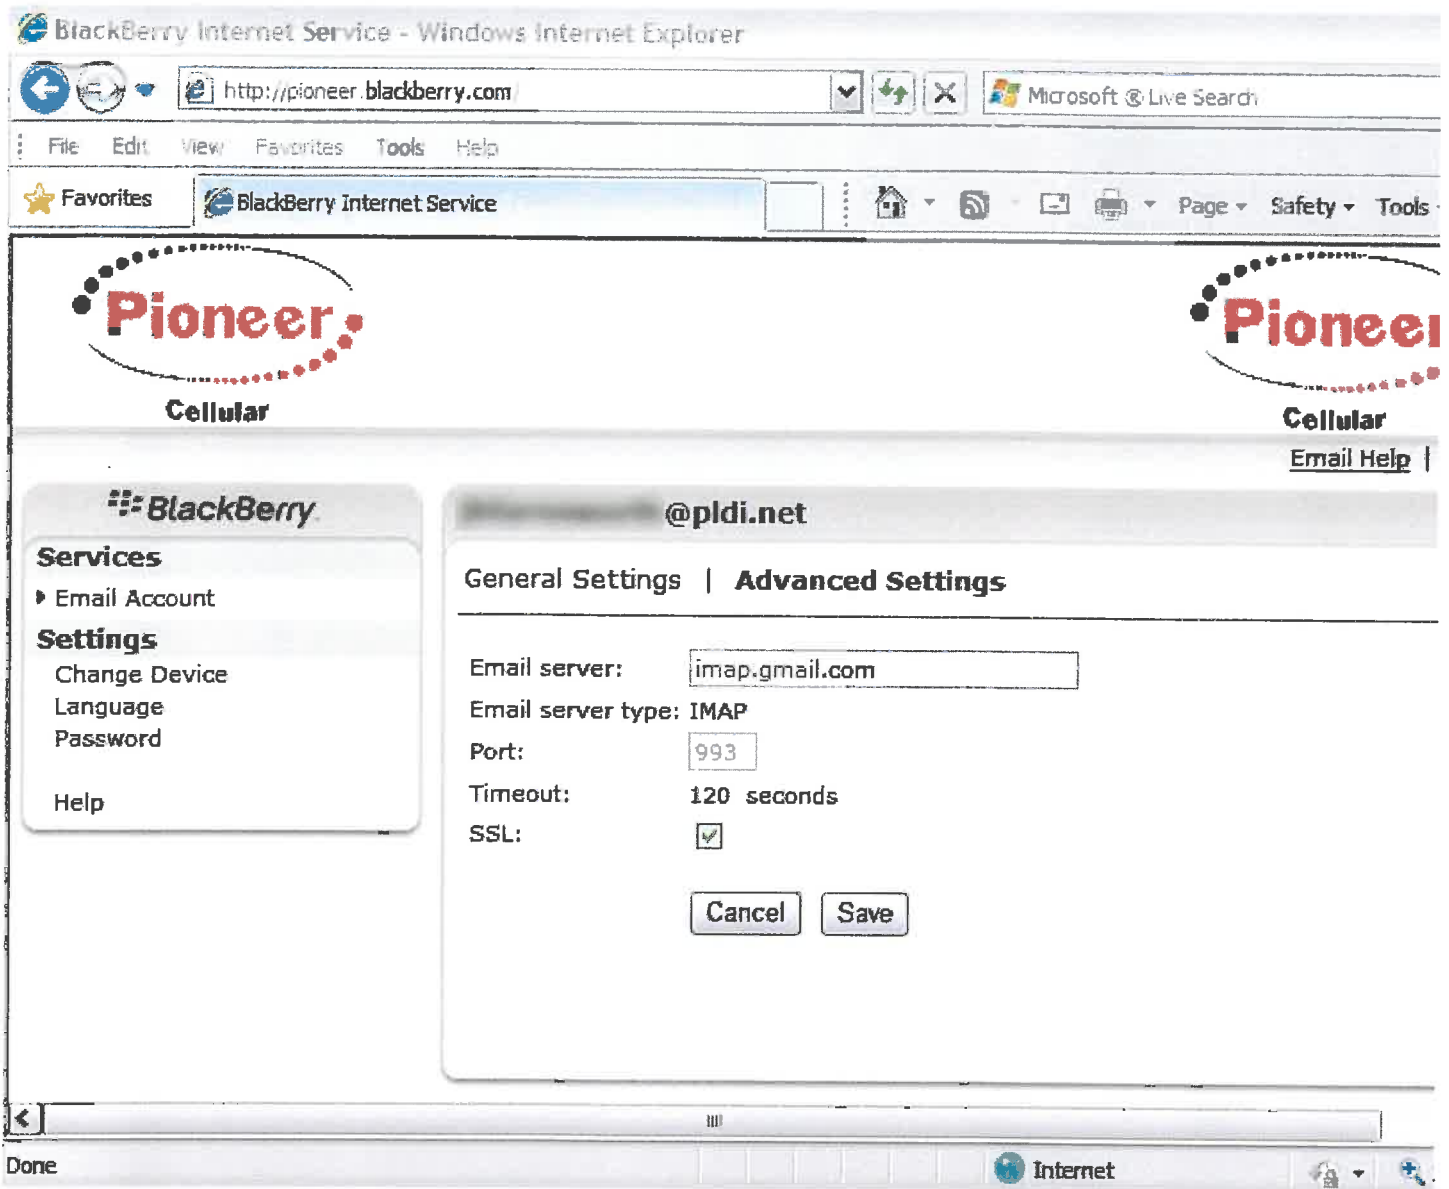 BlackBerry Internet Service - Windows Internet Explorer
http://pioneer.blackberry.com
Microsoft ® Live Search
File Edit View Favorites Tools Help
Favorites
BlackBerry Internet Service
Page Safety Tools
Pioneer
Cellular
Pioneer
Cellular
Email Help |
BlackBerry
Services
Email Account
Settings
Change Device
Language
Password
Help
@pldi.net
General Settings | Advanced Settings
Email server: imap.gmail.com
Email server type: IMAP
Port: 993
Timeout: 120 seconds
SSL:
Cancel Save
Done
Internet